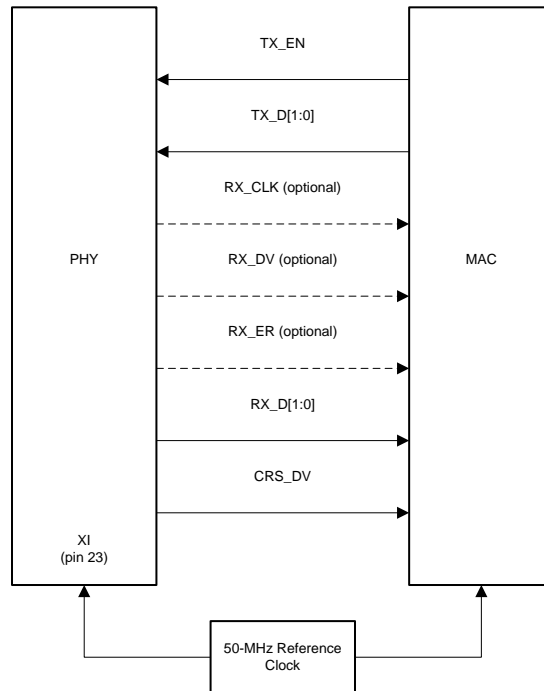 TX_EN
TX_D[1:0]
RX_CLK (optional)
PHY
RX_DV (optional)
MAC
RX_ER (optional)
RX_D[1:0]
CRS_DV
XI
(pin 23)
50-MHz Reference
Clock